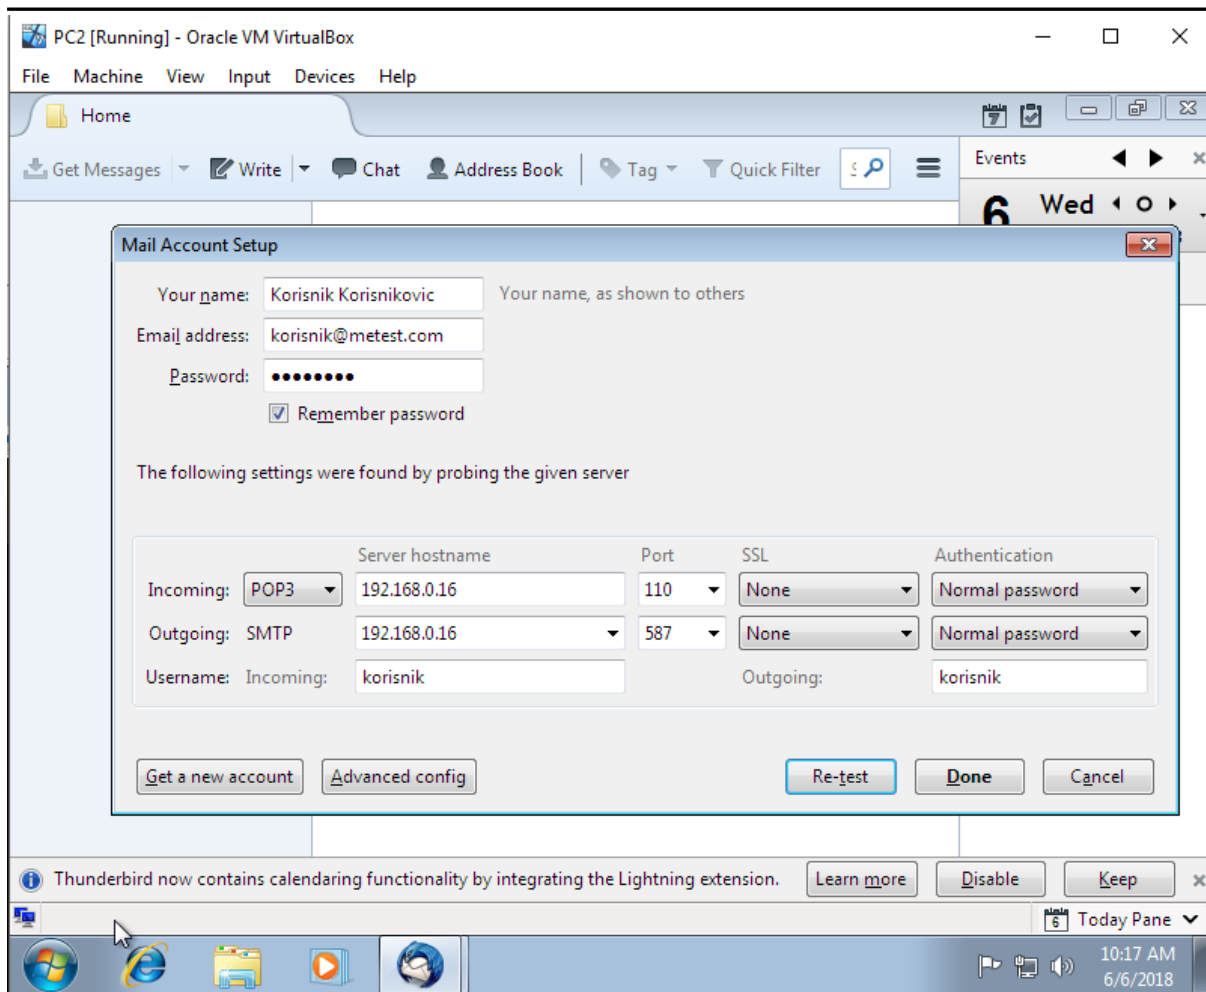 PC2 [Running] - Oracle VM VirtualBox
File Machine View Input Devices Help
Home
7
Get Messages Write Chat Address Book Tag Quick Filter
Events
6 Wed
Mail Account Setup
Your name: Korisnik Korisnikovic Your name, as shown to others
Email address: korisnik@metest.com
Password: ●●●●●●●●
Remember password
The following settings were found by probing the given server
Server hostname Port SSL Authentication
Incoming: POP3 192.168.0.16 110 None Normal password
Outgoing: SMTP 192.168.0.16 587 None Normal password
Username: Incoming: korisnik Outgoing: korisnik
Get a new account Advanced config Re-test Done Cancel
Thunderbird now contains calendaring functionality by integrating the Lightning extension. Learn more Disable Keep
6 Today Pane
10:17 AM
6/6/2018